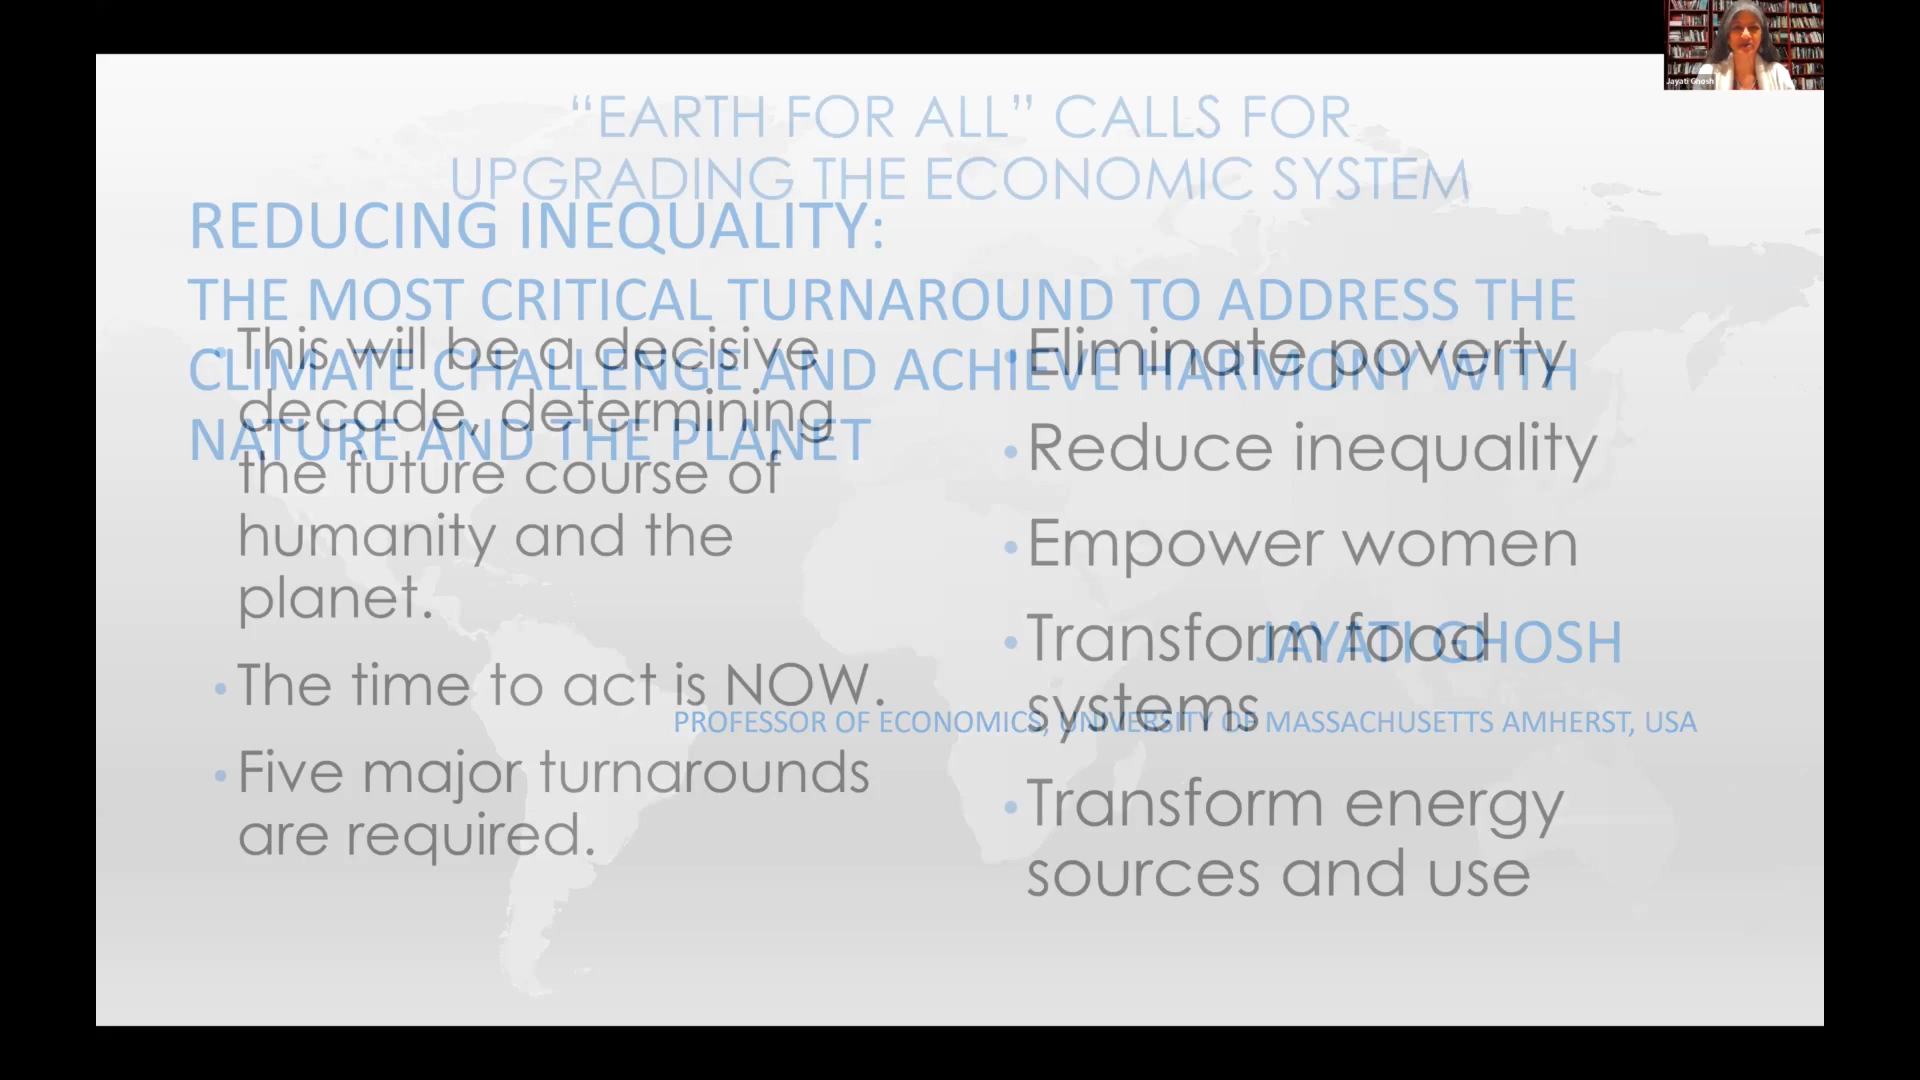 Jayati Ghosh
“EARTH FOR ALL” CALLS FOR
UPGRADING THE ECONOMIC SYSTEM
REDUCING INEQUALITY:
THE MOST CRITICAL TURNAROUND TO ADDRESS THE
CLIMATE CHALLENGE AND ACHIEVE HARMONY WITH
NATURE AND THE PLANET
JAYATI GHOSH
PROFESSOR OF ECONOMICS, UNIVERSITY OF MASSACHUSETTS AMHERST, USA
• This will be a decisive
decade, determining
the future course of
humanity and the
planet.
• The time to act is NOW.
• Five major turnarounds
are required.
• Eliminate poverty
• Reduce inequality
• Empower women
• Transform food
systems
• Transform energy
sources and use